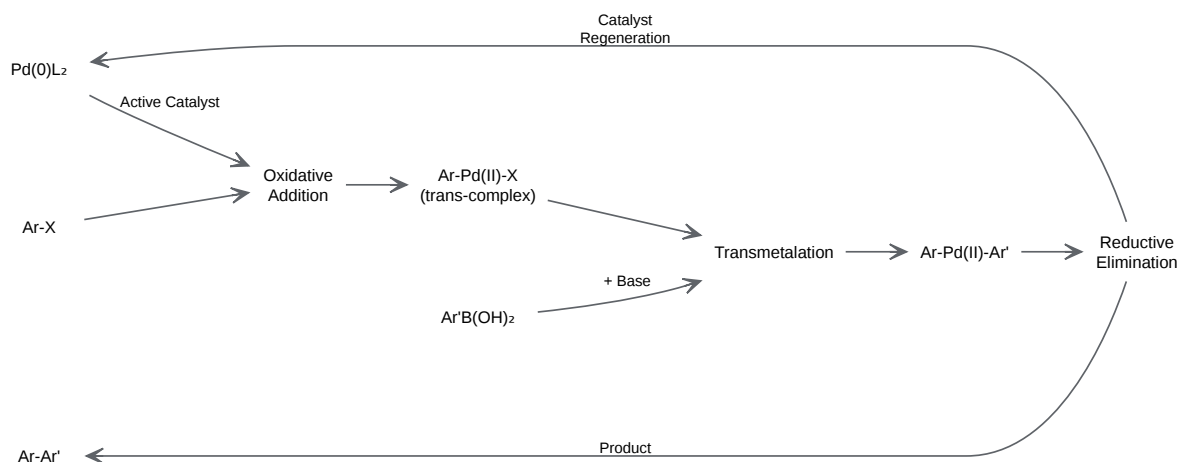 Catalyst
Regeneration
Pd(0)L₂
Active Catalyst
Oxidative
Addition
Ar-Pd(II)-X
(trans-complex)
Ar-X
Transmetalation
Ar-Pd(II)-Ar'
Reductive
Elimination
+ Base
Ar'B(OH)₂
Product
Ar-Ar'